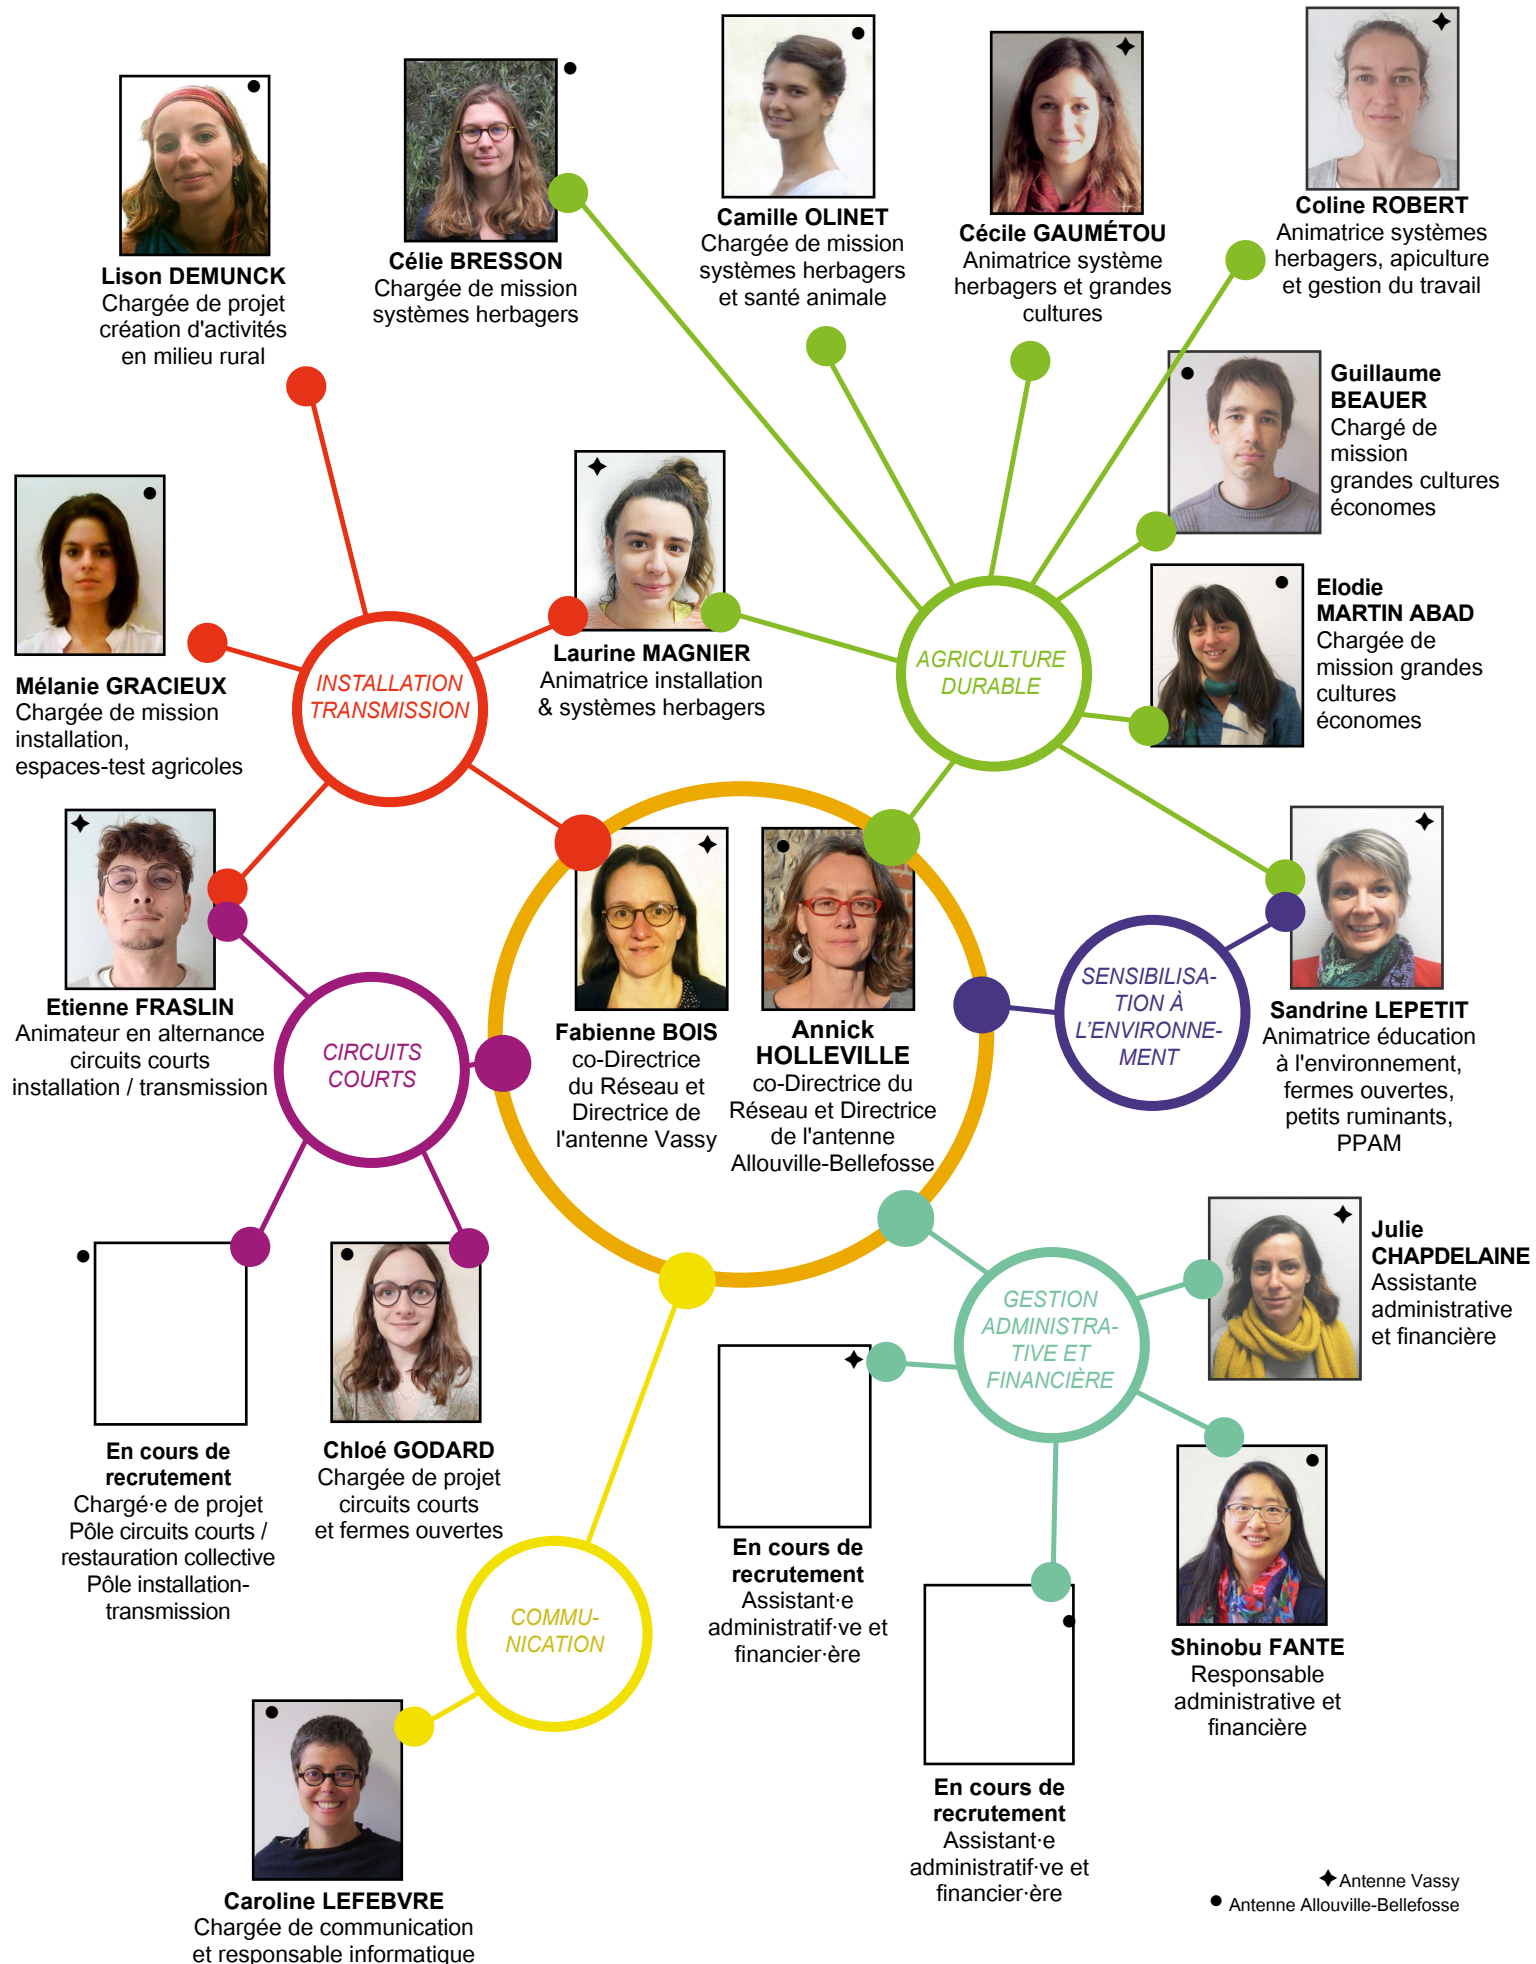 Lison DEMUNCK
Chargée de projet
création d'activités
en milieu rural
Célie BRESSON
Chargée de mission
systèmes herbagers
Camille OLINET
Chargée de mission
systèmes herbagers
et santé animale
Cécile GAUMÉTOU
Animatrice système
herbagers et grandes
cultures
Coline ROBERT
Animatrice systèmes
herbagers, apiculture
et gestion du travail
Guillaume
BEAUER
Chargé de
mission
grandes cultures
économes
Elodie
MARTIN ABAD
Chargée de
mission grandes
cultures
économes
Mélanie GRACIEUX
Chargée de mission
installation,
espaces-test agricoles
INSTALLATION
TRANSMISSION
Laurine MAGNIER
Animatrice installation
& systèmes herbagers
AGRICULTURE
DURABLE
Etienne FRASLIN
Animateur en alternance
circuits courts
installation / transmission
CIRCUITS
COURTS
Fabienne BOIS
co-Directrice
du Réseau et
Directrice de
l'antenne Vassy
Annick
HOLLEVILLE
co-Directrice du
Réseau et Directrice
de l'antenne
Allouville-Bellefosse
SENSIBILISA-
TION À
L'ENVIRONNE-
MENT
Sandrine LEPETIT
Animatrice éducation
à l'environnement,
fermes ouvertes,
petits ruminants,
PPAM
En cours de
recrutement
Chargé·e de projet
Pôle circuits courts /
restauration collective
Pôle installation-
transmission
Chloé GODARD
Chargée de projet
circuits courts
et fermes ouvertes
GESTION
ADMINISTRA-
TIVE ET
FINANCIÈRE
Julie
CHAPDELAINE
Assistante
administrative
et financière
En cours de
recrutement
Assistant·e
administratif·ve et
financier·ère
Shinobu FANTE
Responsable
administrative et
financière
COMMU-
NICATION
En cours de
recrutement
Assistant·e
administratif·ve et
financier·ère
Caroline LEFEBVRE
Chargée de communication
et responsable informatique
Antenne Vassy
Antenne Allouville-Bellefosse